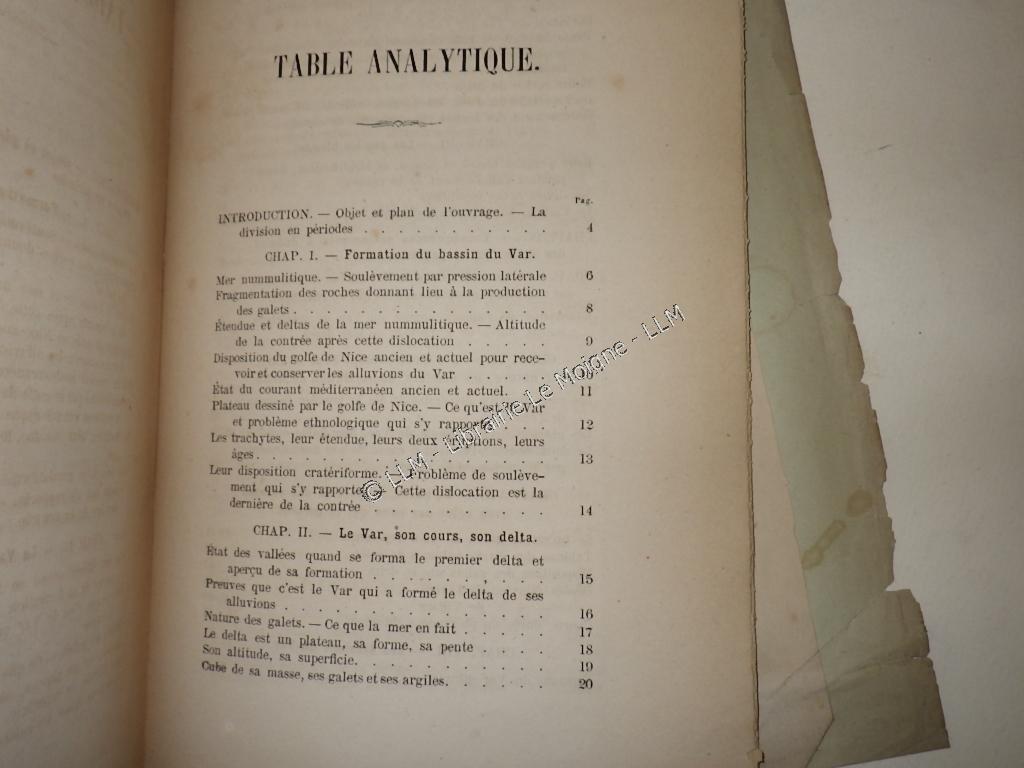 TABLE ANALYTIQUE.
Pag.
INTRODUCTION. — Objet et plan de l'ouvrage. — La
division en périodes . . . . . . . . . . . 4
CHAP. I. — Formation du bassin du Var.
Mer nummulitique. — Soulèvement par pression latérale 6
Fragmentation des roches donnant lieu à la production
des galets . . . . . . . . . . . . . . 8
Étendue et deltas de la mer nummulitique. — Altitude
de la contrée après cette dislocation . . . . . 9
Disposition du golfe de Nice ancien et actuel pour rece-
voir et conserver les alluvions du Var . . . . .
État du courant méditerranéen ancien et actuel. . . 11
Plateau dessiné par le golfe de Nice. — Ce qu'est le Var
et problème ethnologique qui s'y rapporte . . . 12
Les trachytes, leur étendue, leurs deux éruptions, leurs
âges. . . . . . . . . . . . . . . . 13
Leur disposition cratériforme. — Problème de soulève-
ment qui s'y rapporte. — Cette dislocation est la
dernière de la contrée . . . . . . . . . . 14
CHAP. II. — Le Var, son cours, son delta.
État des vallées quand se forma le premier delta et
aperçu de sa formation . . . . . . . . . 15
Preuves que c'est le Var qui a formé le delta de ses
alluvions . . . . . . . . . . . . . . 16
Nature des galets. — Ce que la mer en fait . . . . . 17
Le delta est un plateau, sa forme, sa pente . . . . 18
Son altitude, sa superficie. . . . . . . . . . 19
Cube de sa masse, ses galets et ses argiles. . . . . . 20
© LLM - Librairie Le Moigne - LLM